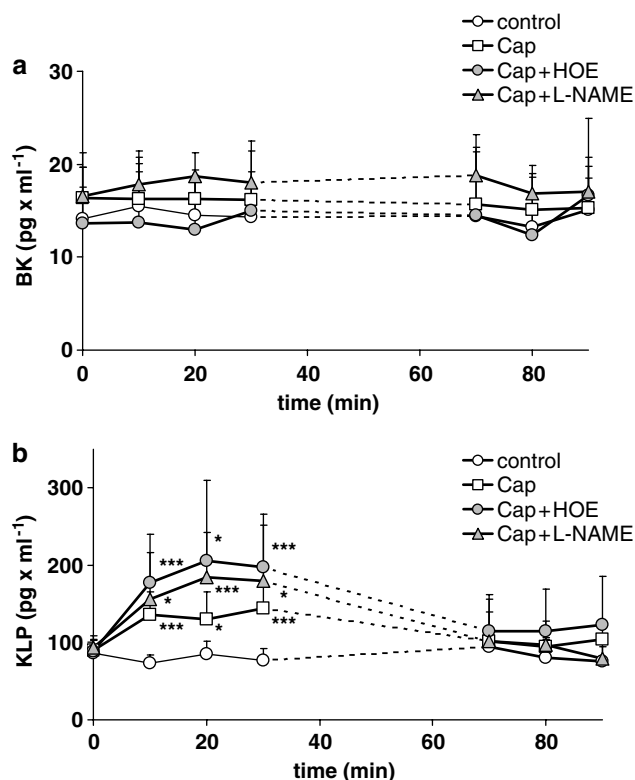 control
Cap
Cap+HOE
Cap+L-NAME
a
30
20
10
0
BK (pg x ml⁻¹)
0 20 40 60 80
time (min)
b
control
Cap
Cap+HOE
Cap+L-NAME
300
200
100
0
KLP (pg x ml⁻¹)
*** * ***
* *** *
*** * ***
0 20 40 60 80
time (min)